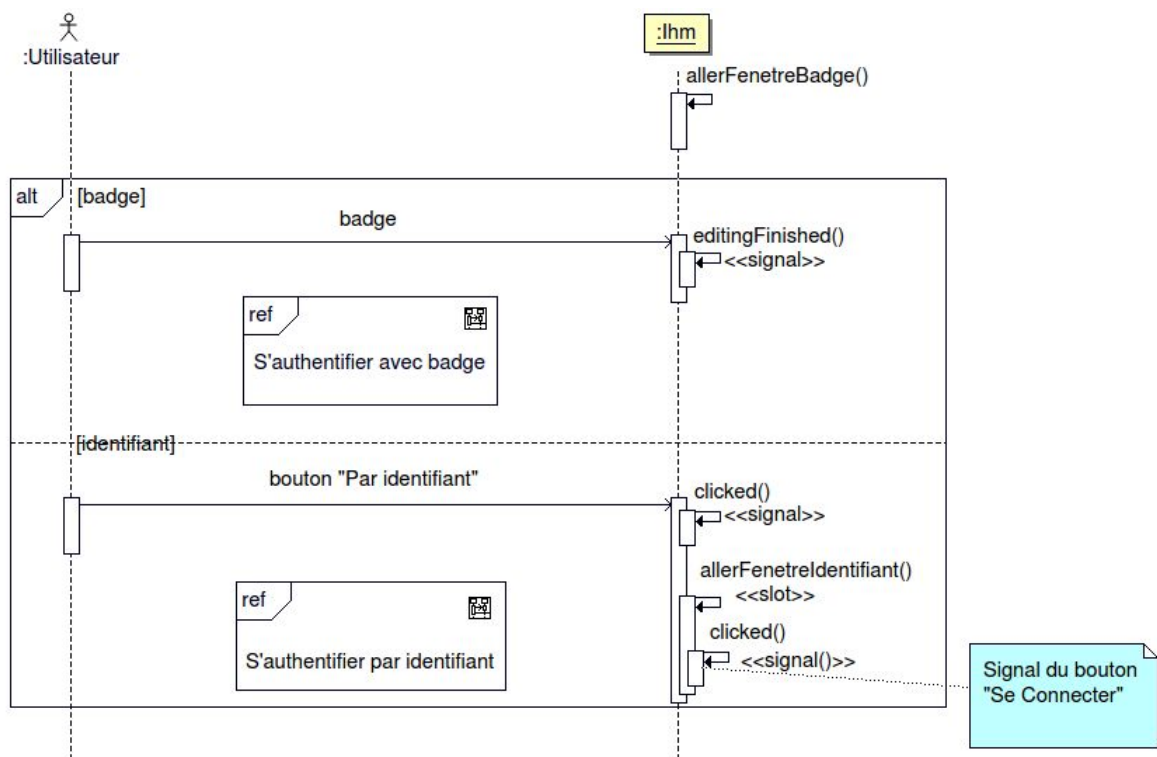 :Utilisateur
:Ihm
allerFenetreBadge()
alt
[badge]
badge
editingFinished()
<<signal>>
ref
S'authentifier avec badge
[identifiant]
bouton "Par identifiant"
clicked()
<<signal>>
allerFenetreIdentifiant()
<<slot>>
ref
clicked()
S'authentifier par identifiant
<<signal()>>
Signal du bouton
"Se Connecter"